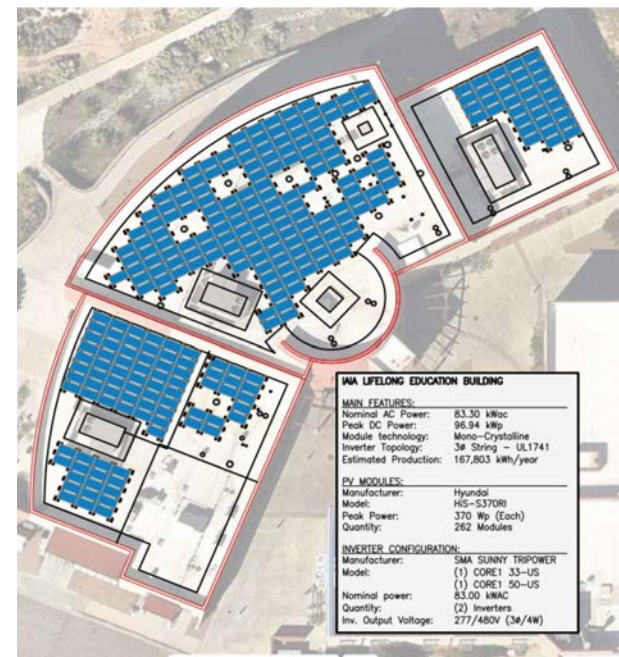 IAIA LIFELONG EDUCATION BUILDING
MAIN FEATURES:
Nominal AC Power: 83.30 kWac
Peak DC Power: 96.94 kWp
Module technology: Mono-Crystalline
Inverter Topology: 3ø String - UL1741
Estimated Production: 167,803 kWh/year
PV MODULES:
Manufacturer: Hyundai
Model: HiS-S370RI
Peak Power: 370 Wp (Each)
Quantity: 262 Modules
INVERTER CONFIGURATION:
Manufacturer: SMA SUNNY TRIPOWER
Model: (1) CORE1 33-US
(1) CORE1 50-US
Nominal power: 83.00 kWAC
Quantity: (2) Inverters
Inv. Output Voltage: 277/480V (3ø/4W)